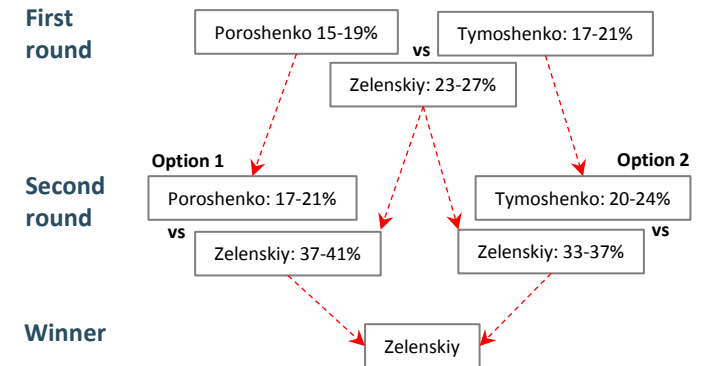 First
round
Poroshenko 15-19%
vs
Tymoshenko: 17-21%
Zelenskiy: 23-27%
Option 1
Option 2
Second
round
Poroshenko: 17-21%
Tymoshenko: 20-24%
vs
vs
Zelenskiy: 37-41%
Zelenskiy: 33-37%
Winner
Zelenskiy